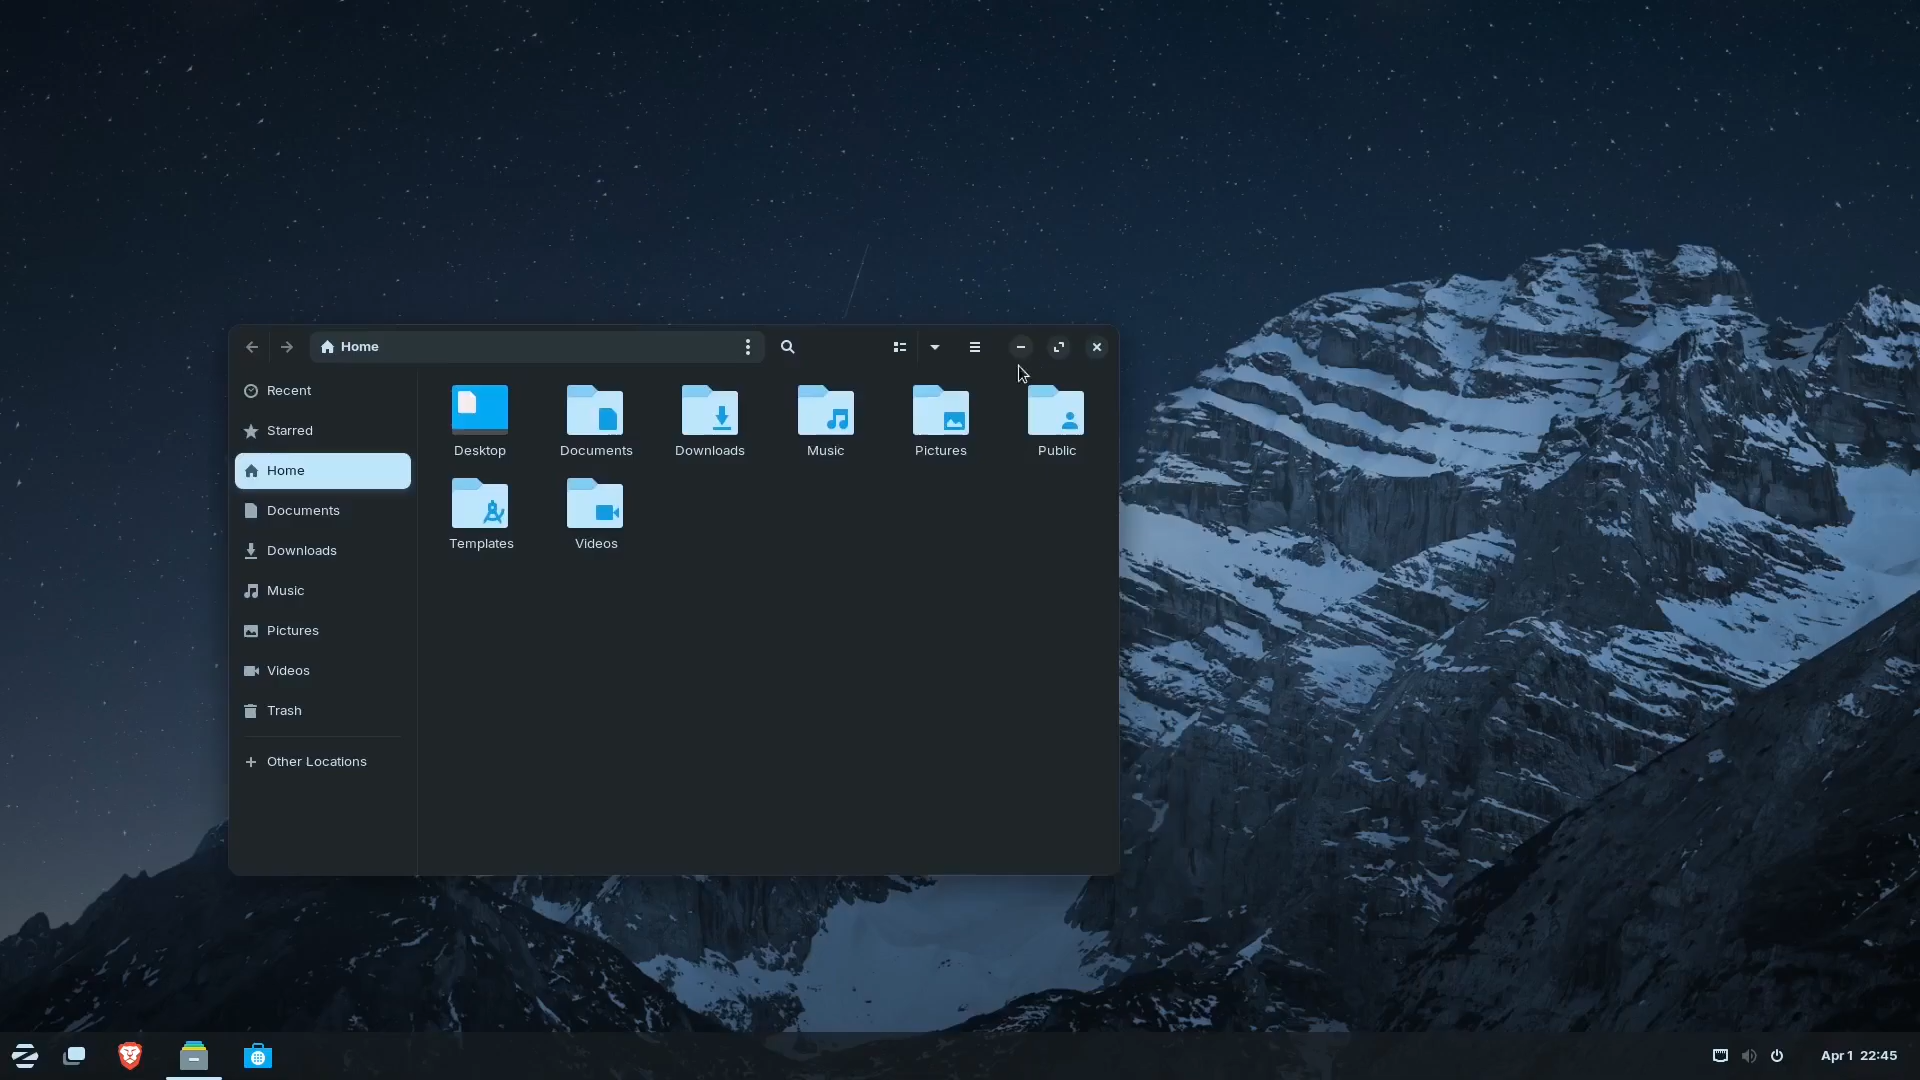 Home
Recent
Starred
Home
Documents
Downloads
Music
Pictures
Videos
Trash
Other Locations
Desktop
Documents
Downloads
Music
Pictures
Public
Templates
Videos
Apr 1 22:45